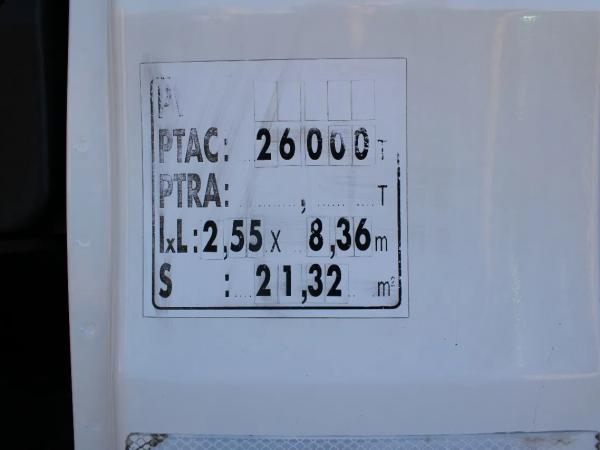 P
PTAC: 26000 T
PTRA: , T
lxL: 2,55 x 8,36 m
S : 21,32 m²